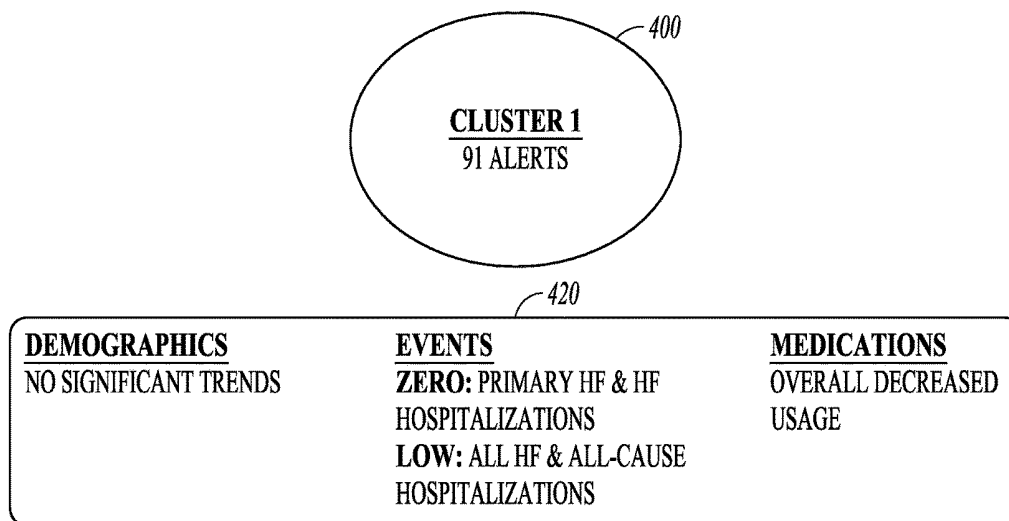 400
CLUSTER 1
91 ALERTS
420
DEMOGRAPHICS
NO SIGNIFICANT TRENDS
EVENTS
ZERO: PRIMARY HF & HF
HOSPITALIZATIONS
LOW: ALL HF & ALL-CAUSE
HOSPITALIZATIONS
MEDICATIONS
OVERALL DECREASED
USAGE